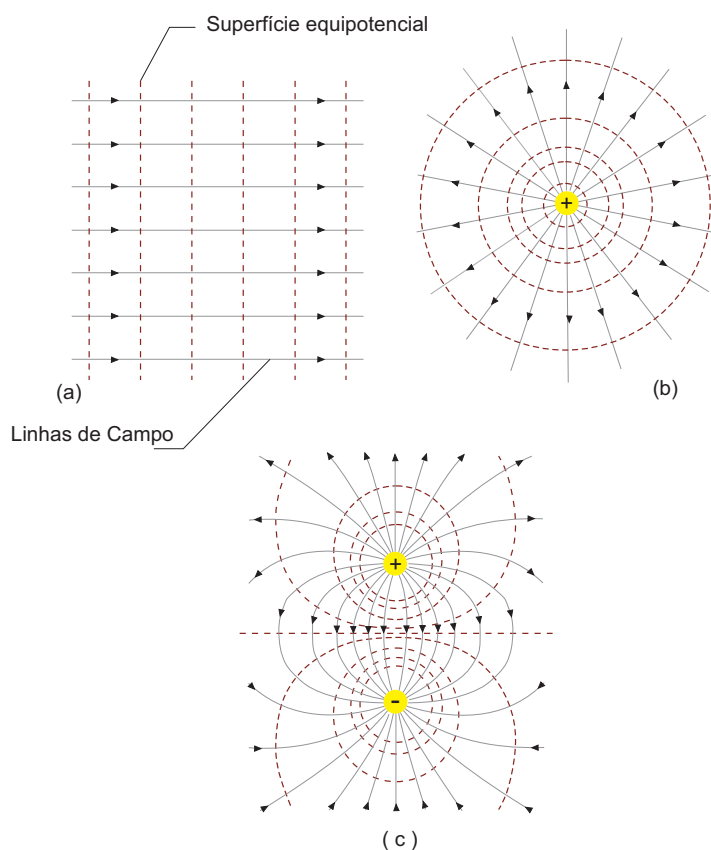 Superfície equipotencial
+
(a)
(b)
Linhas de Campo
+
-
( c )